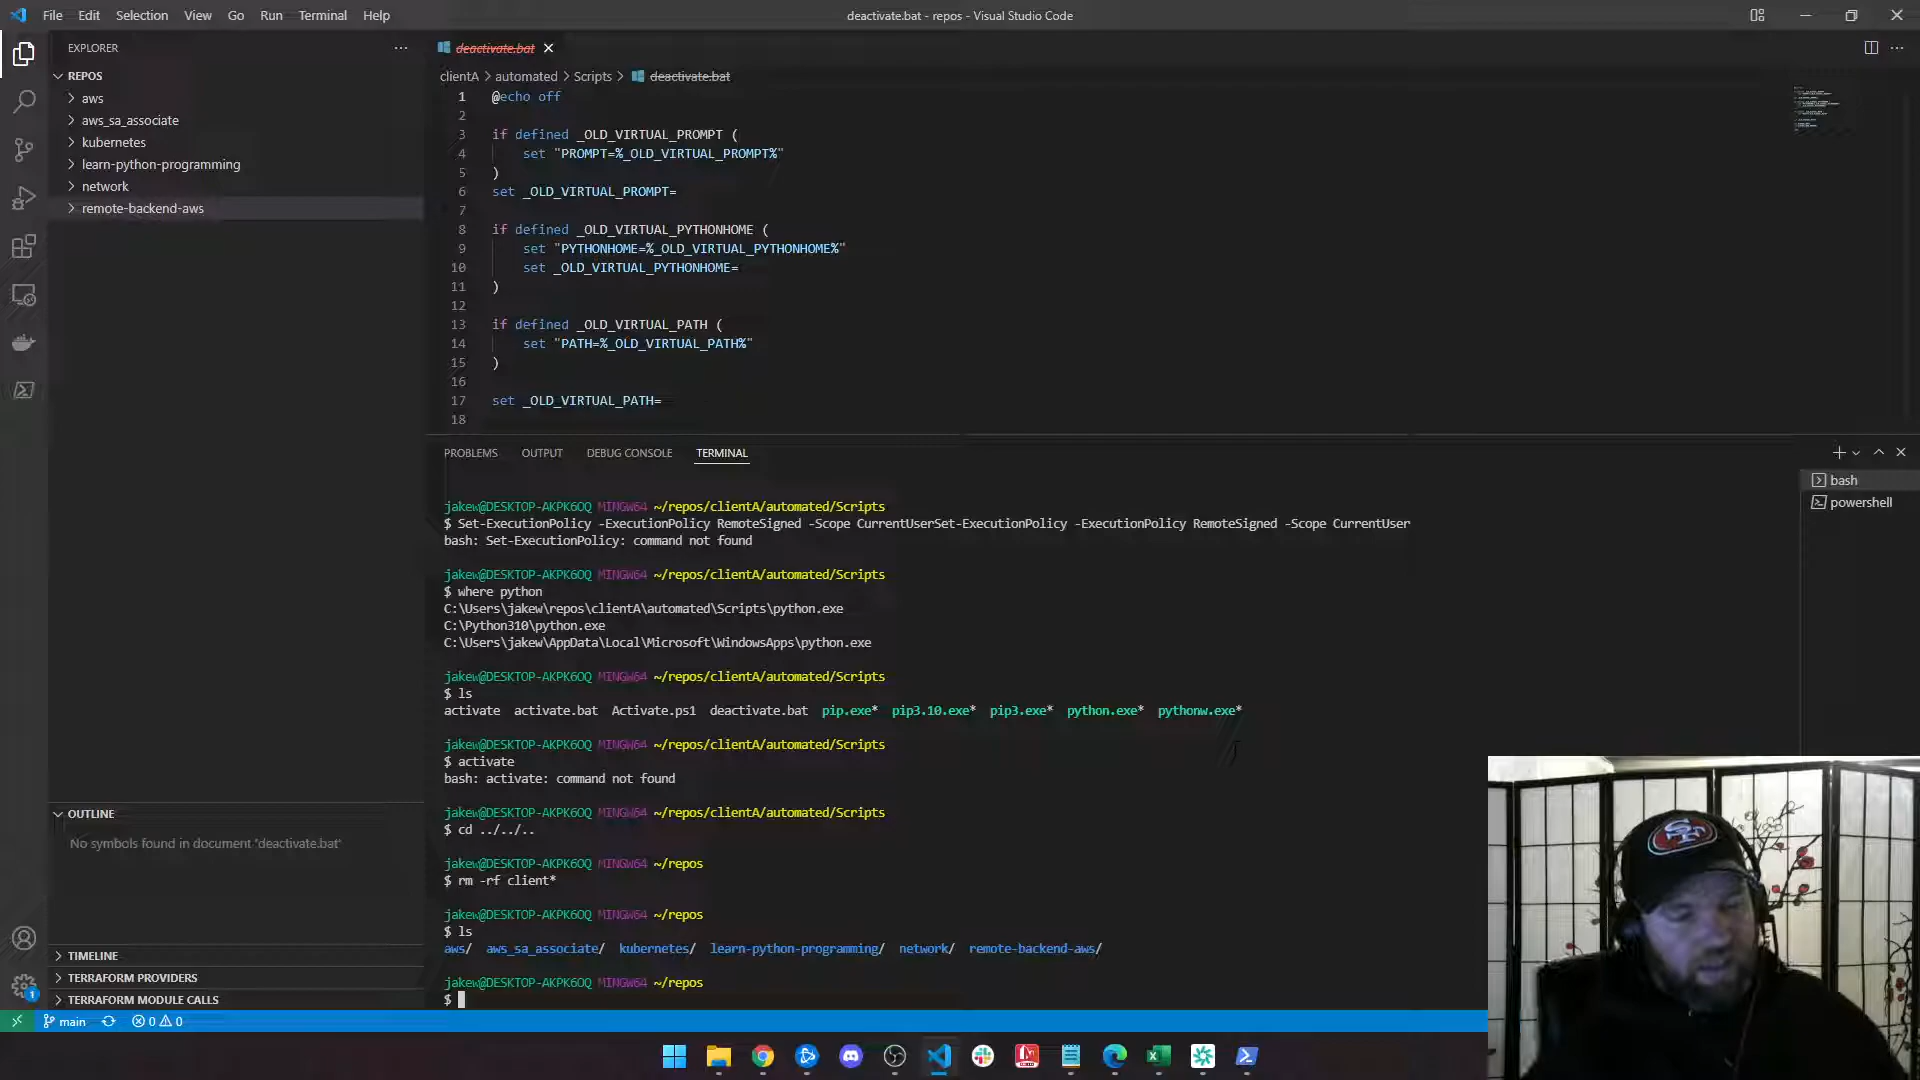 File Edit Selection View Go Run Terminal Help
deactivate.bat - repos - Visual Studio Code
EXPLORER
REPOS
aws
aws_sa_associate
kubernetes
learn-python-programming
network
remote-backend-aws
OUTLINE
No symbols found in document 'deactivate.bat'
TIMELINE
TERRAFORM PROVIDERS
TERRAFORM MODULE CALLS
deactivate.bat
clientA > automated > Scripts > deactivate.bat
1 @echo off
2
3 if defined _OLD_VIRTUAL_PROMPT (
4 set "PROMPT=%_OLD_VIRTUAL_PROMPT%"
5 )
6 set _OLD_VIRTUAL_PROMPT=
7
8 if defined _OLD_VIRTUAL_PYTHONHOME (
9 set "PYTHONHOME=%_OLD_VIRTUAL_PYTHONHOME%"
10 set _OLD_VIRTUAL_PYTHONHOME=
11 )
12
13 if defined _OLD_VIRTUAL_PATH (
14 set "PATH=%_OLD_VIRTUAL_PATH%"
15 )
16
17 set _OLD_VIRTUAL_PATH=
18
PROBLEMS OUTPUT DEBUG CONSOLE TERMINAL
bash
powershell
jakew@DESKTOP-AKPK6OQ MINGW64 ~/repos/clientA/automated/Scripts
$ Set-ExecutionPolicy -ExecutionPolicy RemoteSigned -Scope CurrentUserSet-ExecutionPolicy -ExecutionPolicy RemoteSigned -Scope CurrentUser
bash: Set-ExecutionPolicy: command not found
jakew@DESKTOP-AKPK6OQ MINGW64 ~/repos/clientA/automated/Scripts
$ where python
C:\Users\jakew\repos\clientA\automated\Scripts\python.exe
C:\Python310\python.exe
C:\Users\jakew\AppData\Local\Microsoft\WindowsApps\python.exe
jakew@DESKTOP-AKPK6OQ MINGW64 ~/repos/clientA/automated/Scripts
$ ls
activate activate.bat Activate.ps1 deactivate.bat pip.exe* pip3.10.exe* pip3.exe* python.exe* pythonw.exe*
jakew@DESKTOP-AKPK6OQ MINGW64 ~/repos/clientA/automated/Scripts
$ activate
bash: activate: command not found
jakew@DESKTOP-AKPK6OQ MINGW64 ~/repos/clientA/automated/Scripts
$ cd ../../..
jakew@DESKTOP-AKPK6OQ MINGW64 ~/repos
$ rm -rf client*
jakew@DESKTOP-AKPK6OQ MINGW64 ~/repos
$ ls
aws/ aws_sa_associate/ kubernetes/ learn-python-programming/ network/ remote-backend-aws/
jakew@DESKTOP-AKPK6OQ MINGW64 ~/repos
$
1
main 0 0
SF